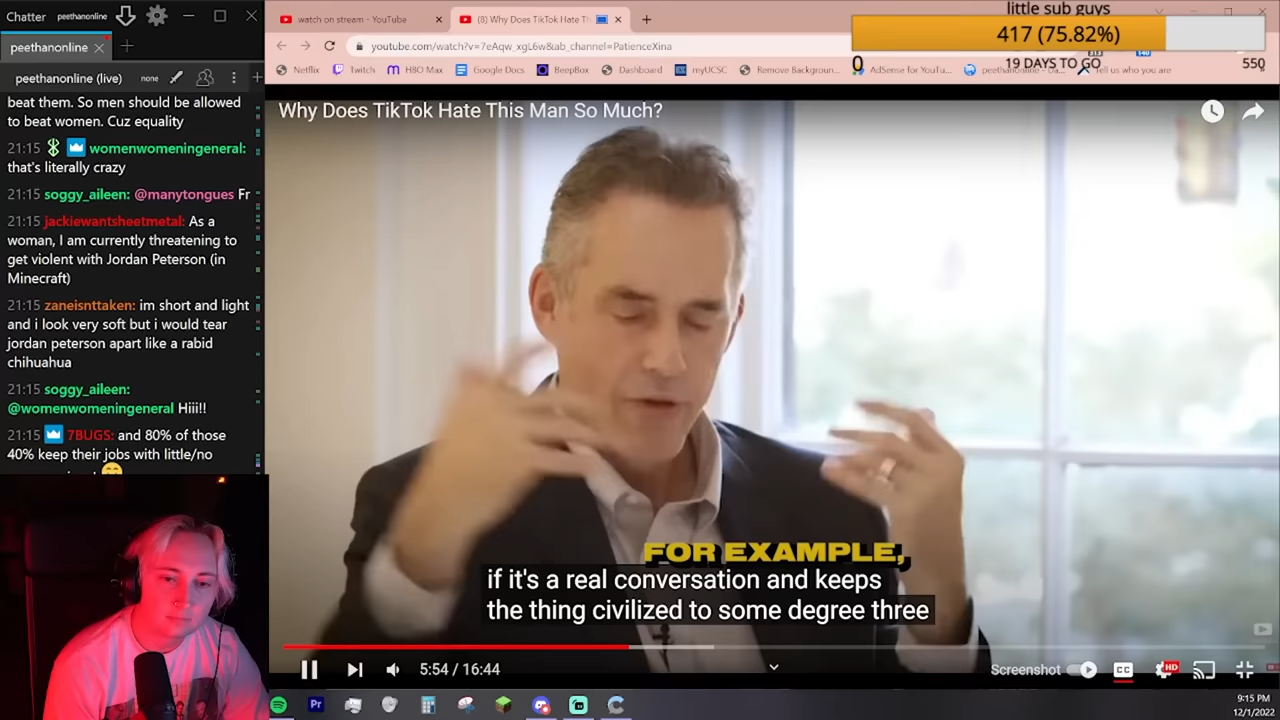 Chatter
peethanonline
peethanonline
peethanonline (live)
none
beat them. So men should be allowed
to beat women. Cuz equality
21:15 womenwomeningeneral:
that's literally crazy
21:15 soggy_aileen: @manytongues Fr
21:15 jackiewantsheetmetal: As a
woman, I am currently threatening to
get violent with Jordan Peterson (in
Minecraft)
21:15 zaneisnttaken: im short and light
and i look very soft but i would tear
jordan peterson apart like a rabid
chihuahua
21:15 soggy_aileen:
@womenwomeningeneral Hiii!!
21:15 7BUGS: and 80% of those
40% keep their jobs with little/no
watch on stream - YouTube
(8) Why Does TikTok Hate Th
youtube.com/watch?v=7eAqw_xgL6w&ab_channel=PatienceXina
Netflix
Twitch
HBO Max
Google Docs
BeepBox
Dashboard
myUCSC
Remove Backgroun...
AdSense for YouTu...
Tell us who you are
little sub guys
417 (75.82%)
0
19 DAYS TO GO
550
Why Does TikTok Hate This Man So Much?
FOR EXAMPLE,
if it's a real conversation and keeps
the thing civilized to some degree three
5:54 / 16:44
Screenshot
CC
HD
Pr
9:15 PM
12/1/2022